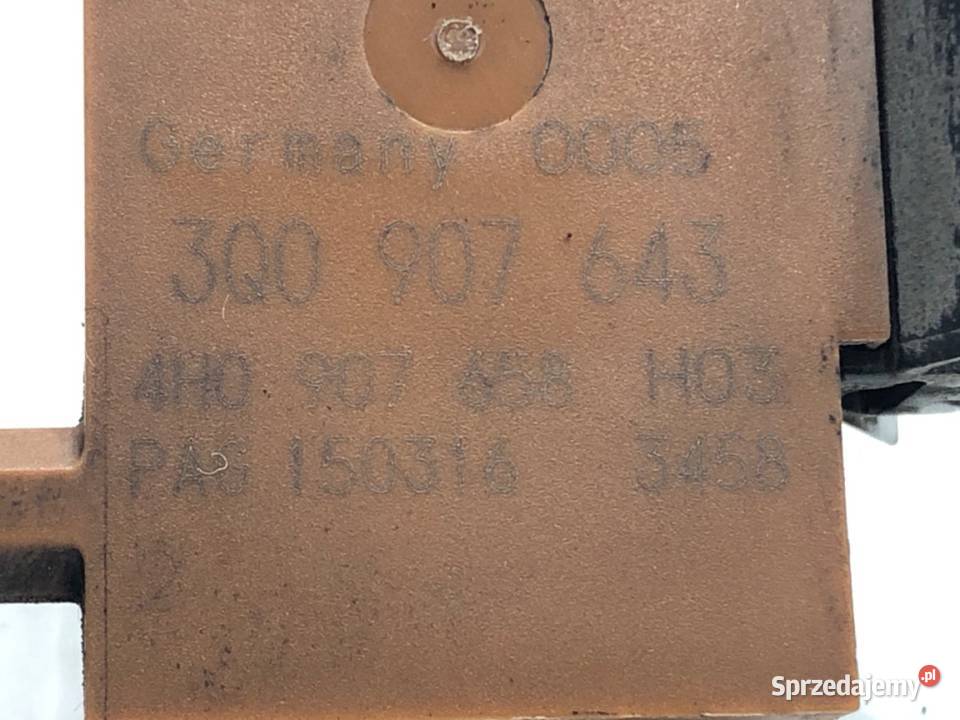 Germany 0005
3Q0 907 643
4H0 907 658 H03
PAS 150316 3458
Sprzedajemy.pl